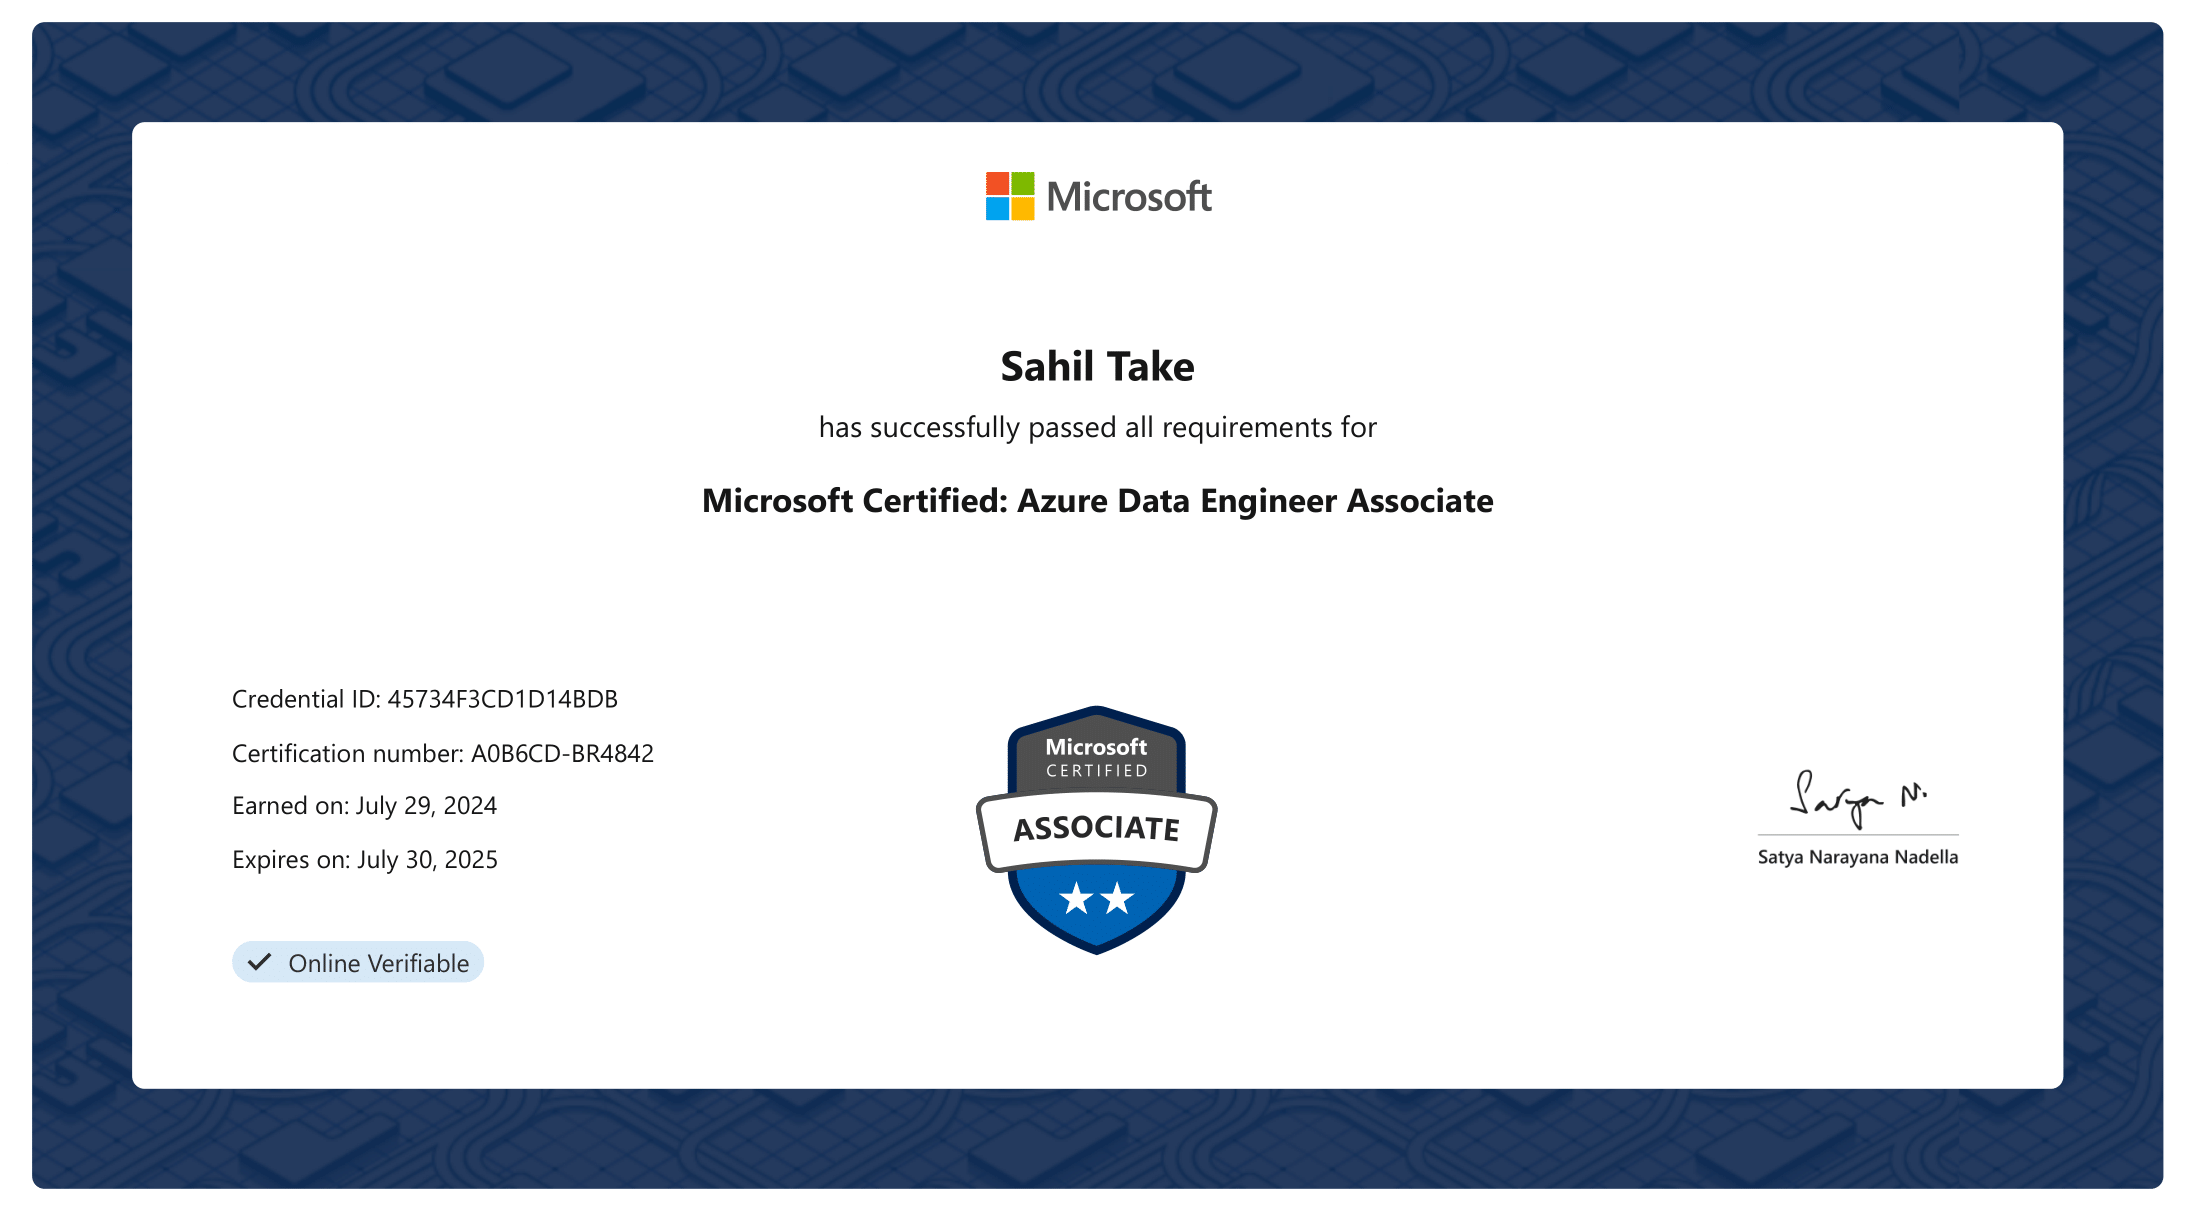 Microsoft
Sahil Take
has successfully passed all requirements for
Microsoft Certified: Azure Data Engineer Associate
Credential ID: 45734F3CD1D14BDB
Certification number: A0B6CD-BR4842
Earned on: July 29, 2024
Expires on: July 30, 2025
Online Verifiable
Microsoft
CERTIFIED
ASSOCIATE
Satya N.
Satya Narayana Nadella